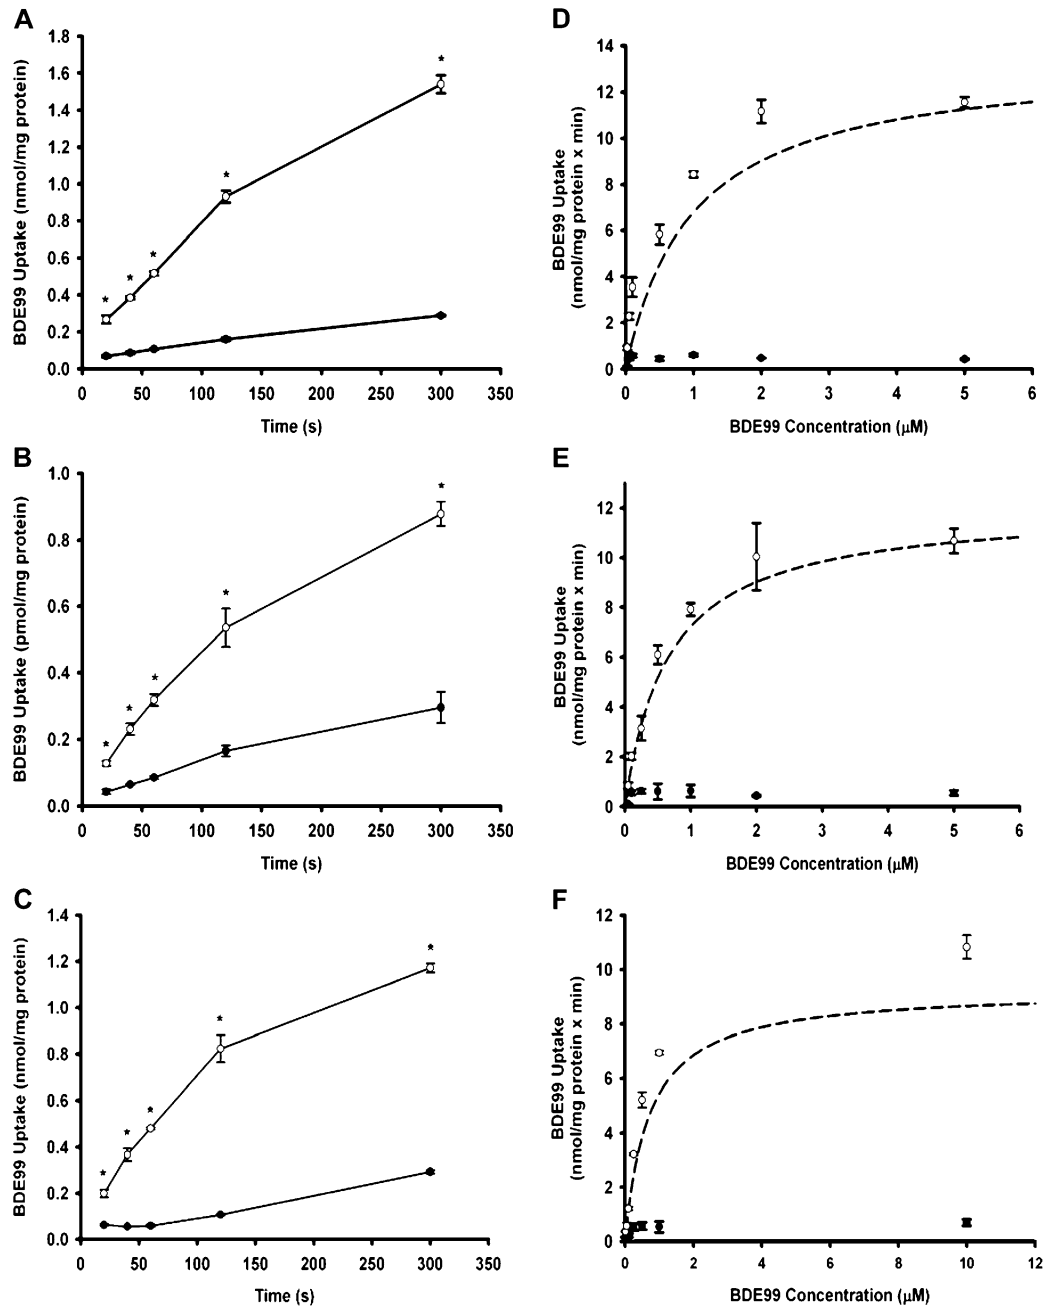 A
BDE99 Uptake (nmol/mg protein)
1.8
1.6
1.4
1.2
1.0
0.8
0.6
0.4
0.2
0.0
* * * * *
0 50 100 150 200 250 300 350
Time (s)
D
BDE99 Uptake
(nmol/mg protein x min)
14
12
10
8
6
4
2
0
0 1 2 3 4 5 6
BDE99 Concentration (μM)
B
BDE99 Uptake (pmol/mg protein)
1.0
0.8
0.6
0.4
0.2
0.0
* * * * *
0 50 100 150 200 250 300 350
Time (s)
E
BDE99 Uptake
(nmol/mg protein x min)
12
10
8
6
4
2
0
0 1 2 3 4 5 6
BDE99 Concentration (μM)
C
BDE99 Uptake (nmol/mg protein)
1.4
1.2
1.0
0.8
0.6
0.4
0.2
0.0
* * * * *
0 50 100 150 200 250 300 350
Time (s)
F
BDE99 Uptake
(nmol/mg protein x min)
12
10
8
6
4
2
0
0 2 4 6 8 10 12
BDE99 Concentration (μM)